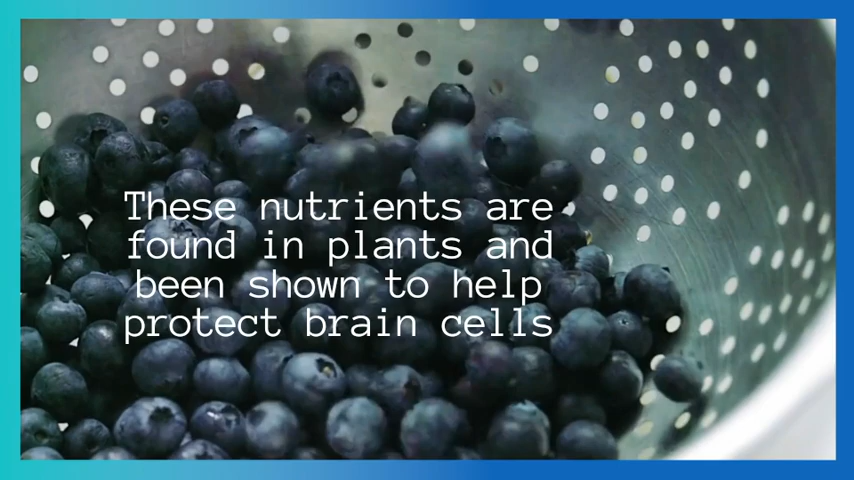 These nutrients are
found in plants and
been shown to help
protect brain cells